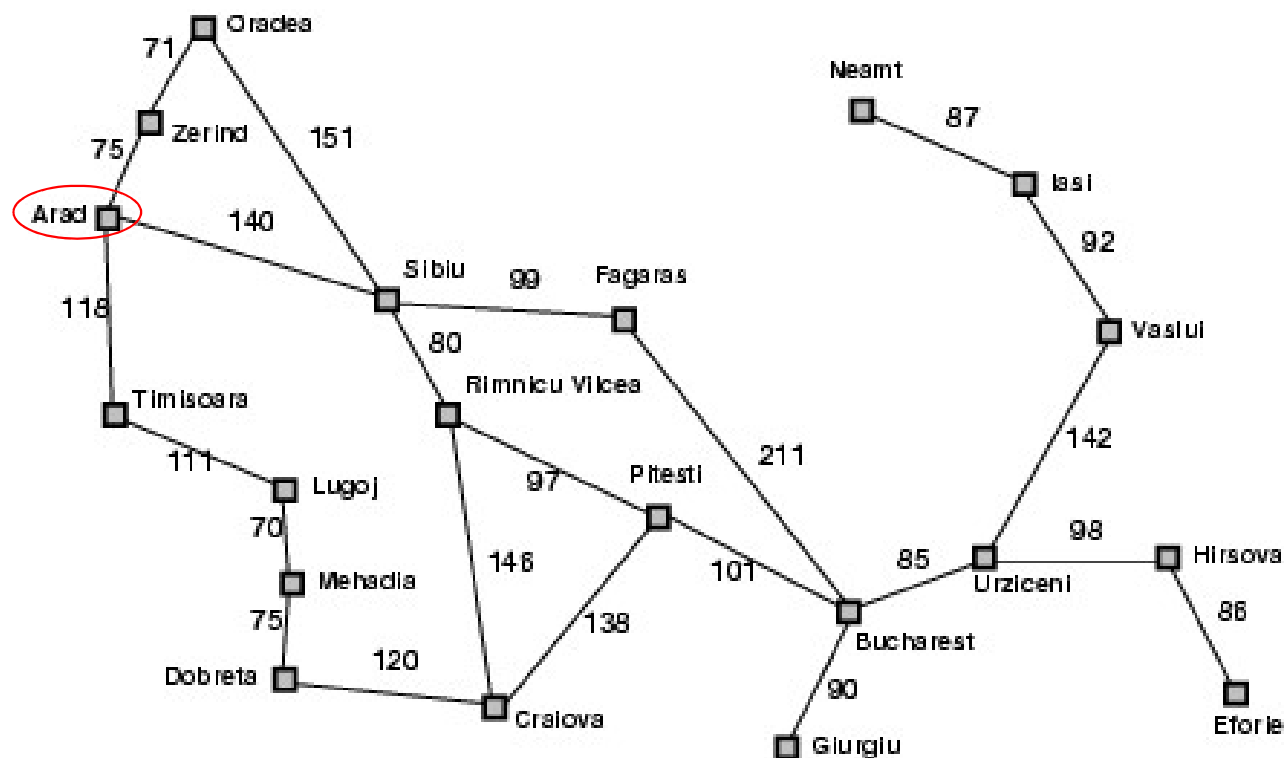 Oradea
71
Neamt
87
Zerind
151
75
Iasi
Arad
140
92
Sibiu
99
Fagaras
118
80
Vaslui
Rimnicu Vilcea
Timisoara
142
111
97
Pitesti
211
Lugoj
70
98
Hirsova
146
101
85
Urziceni
Mehadia
75
138
86
Bucharest
120
Dobreta
90
Craiova
Eforie
Giurgiu